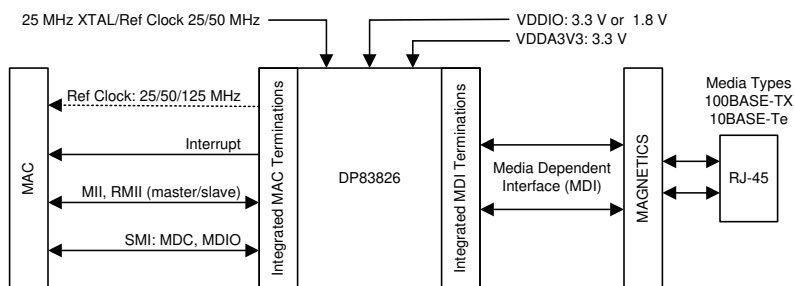 25 MHz XTAL/Ref Clock 25/50 MHz
VDDIO: 3.3 V or 1.8 V
VDDA3V3: 3.3 V
MAC
Ref Clock: 25/50/125 MHz
Interrupt
MII, RMII (master/slave)
SMI: MDC, MDIO
Integrated MAC Terminations
DP83826
Integrated MDI Terminations
Media Dependent
Interface (MDI)
MAGNETICS
Media Types
100BASE-TX
10BASE-Te
RJ-45